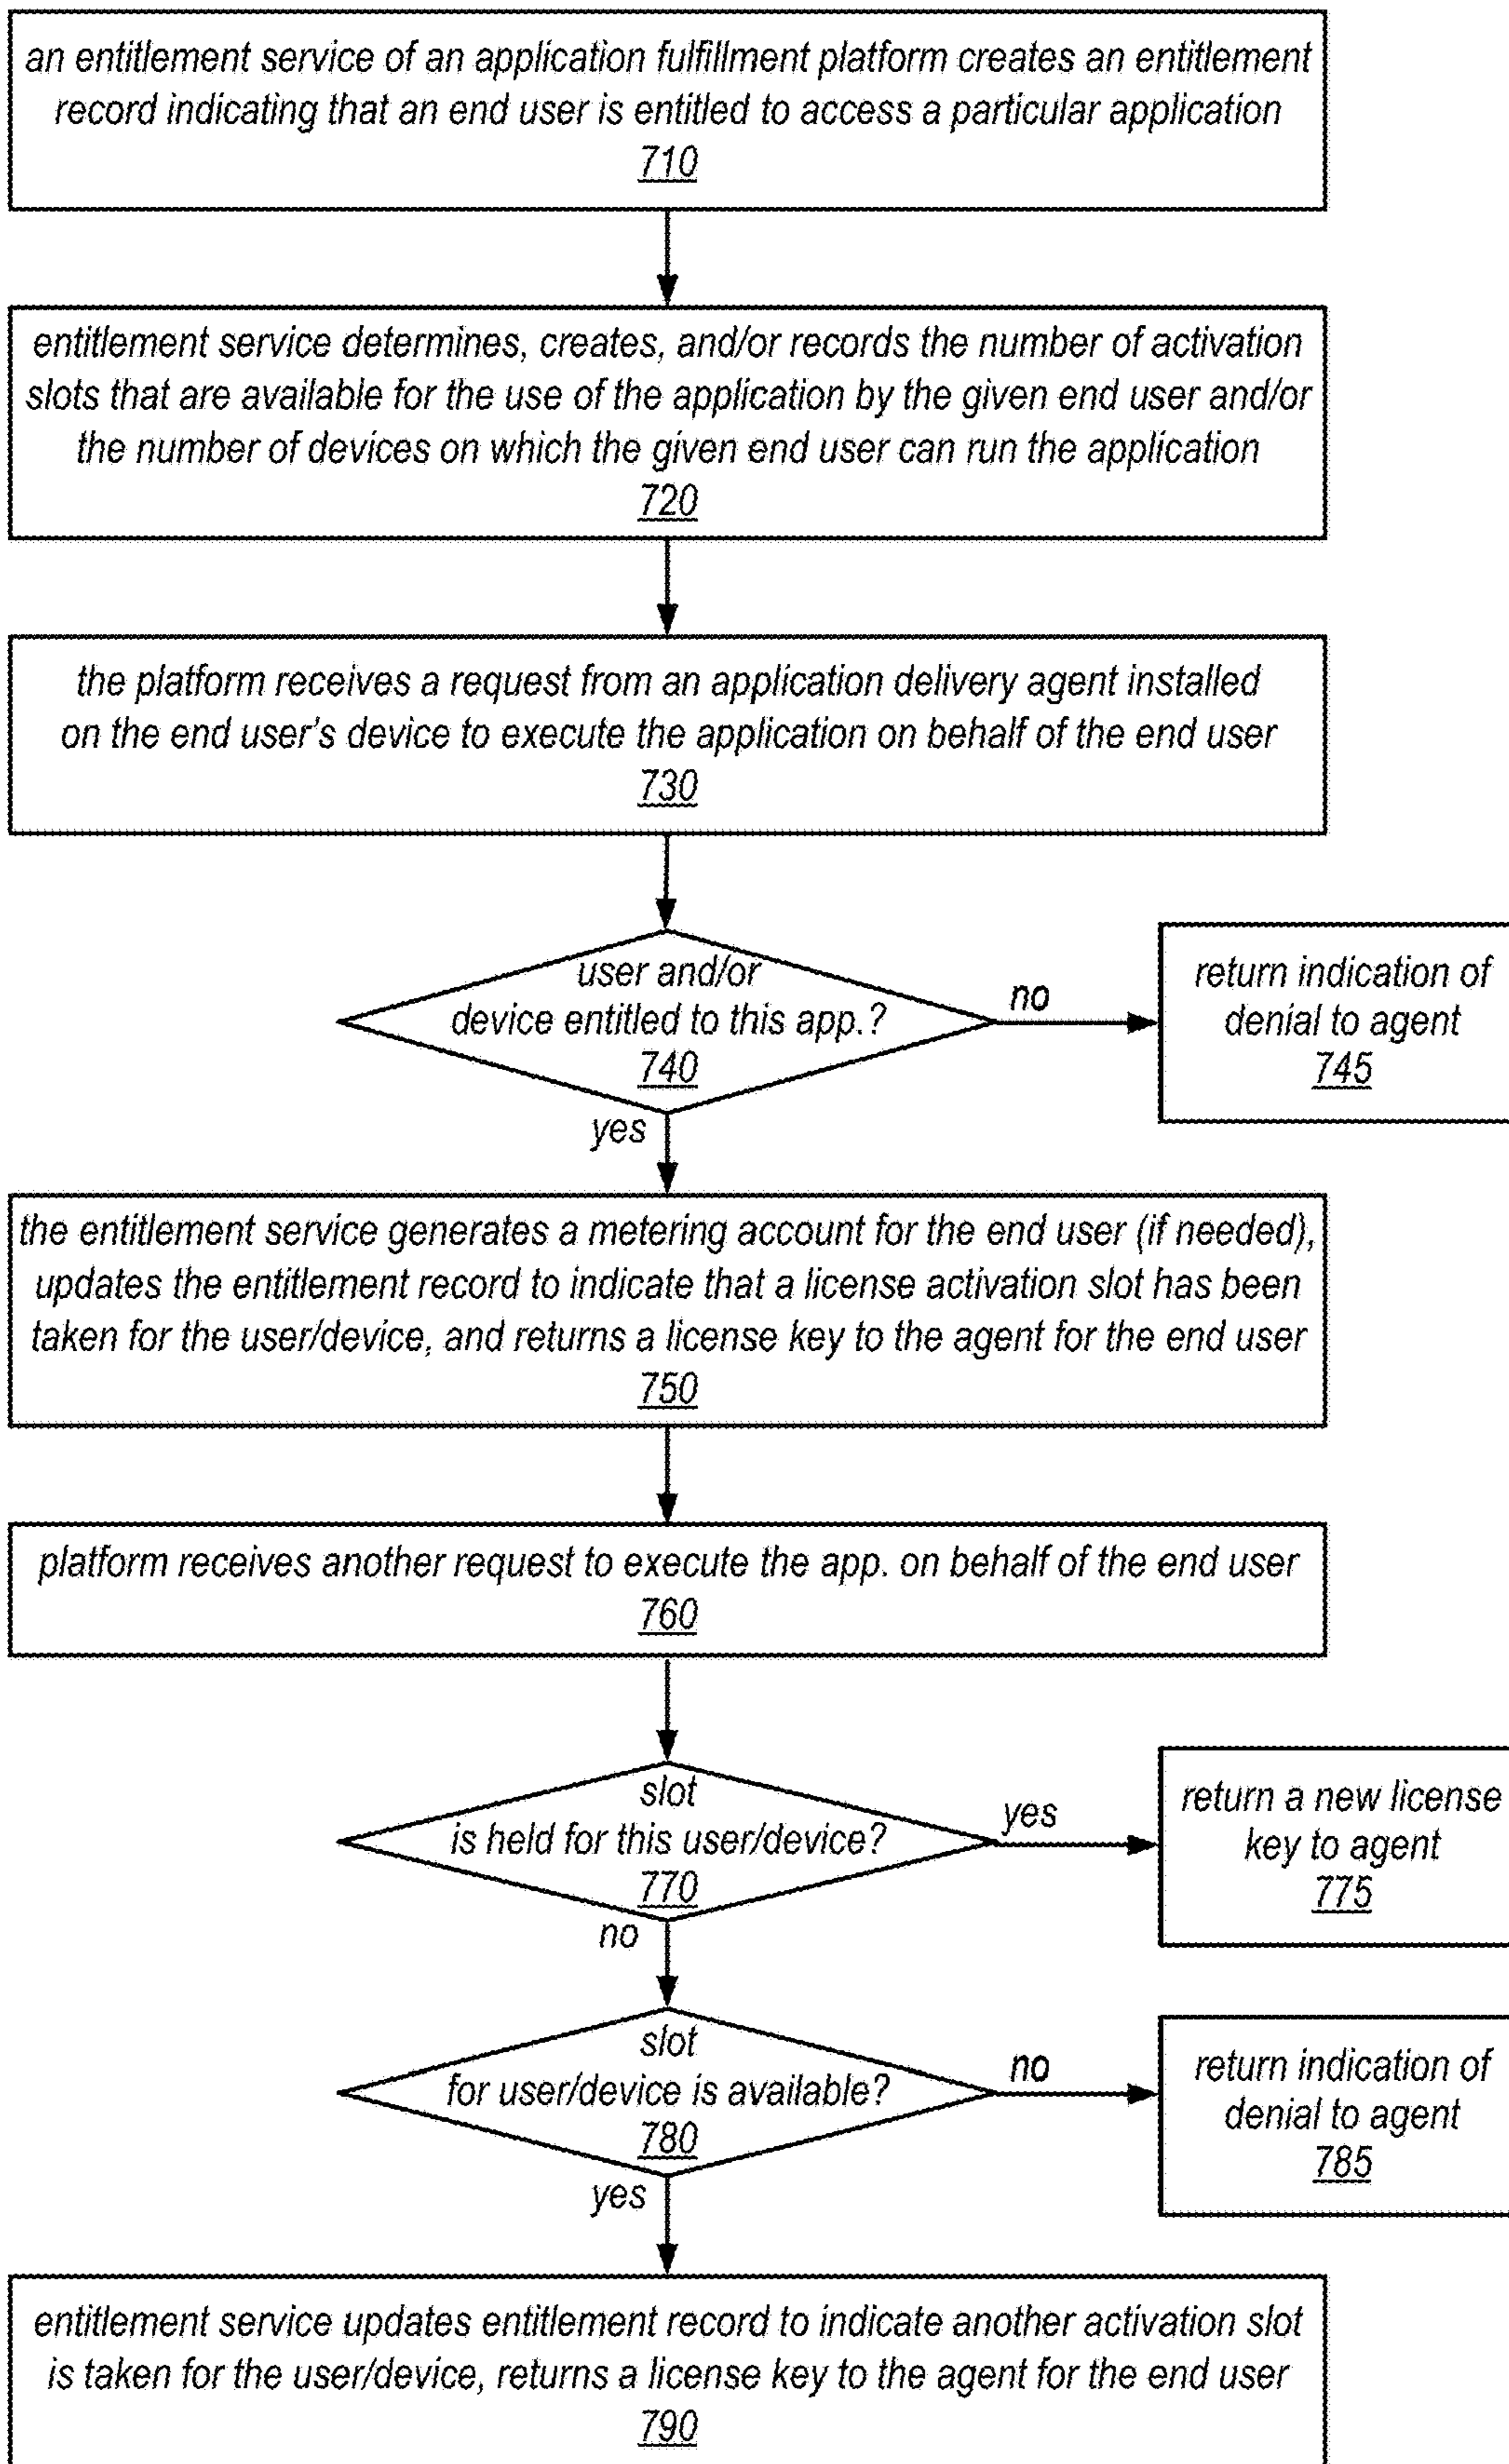 an entitlement service of an application fulfillment platform creates an entitlement
record indicating that an end user is entitled to access a particular application
710
entitlement service determines, creates, and/or records the number of activation
slots that are available for the use of the application by the given end user and/or
the number of devices on which the given end user can run the application
720
the platform receives a request from an application delivery agent installed
on the end user's device to execute the application on behalf of the end user
730
user and/or
device entitled to this app.?
740
no
return indication of
denial to agent
745
yes
the entitlement service generates a metering account for the end user (if needed),
updates the entitlement record to indicate that a license activation slot has been
taken for the user/device, and returns a license key to the agent for the end user
750
platform receives another request to execute the app. on behalf of the end user
760
slot
is held for this user/device?
770
yes
return a new license
key to agent
775
no
slot
for user/device is available?
780
no
return indication of
denial to agent
785
yes
entitlement service updates entitlement record to indicate another activation slot
is taken for the user/device, returns a license key to the agent for the end user
790